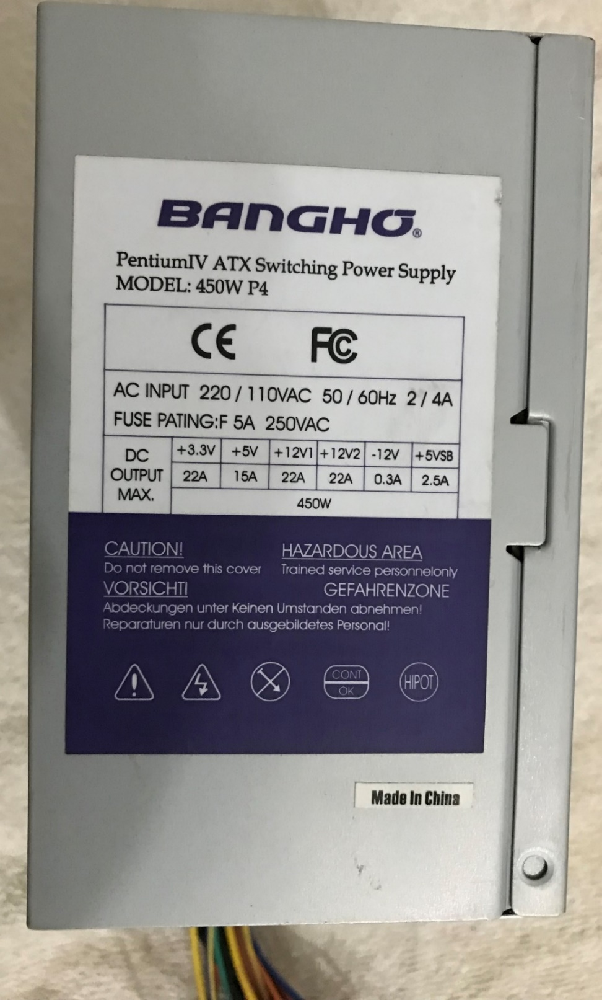 BANGHO®
PentiumIV ATX Switching Power Supply
MODEL: 450W P4
CE FC
AC INPUT 220 / 110VAC 50 / 60Hz 2 / 4A
FUSE PATING:F 5A 250VAC
DC OUTPUT MAX.
+3.3V +5V +12V1 +12V2 -12V +5VSB
22A 15A 22A 22A 0.3A 2.5A
450W
CAUTION! HAZARDOUS AREA
Do not remove this cover Trained service personnelonly
VORSICHTI GEFAHRENZONE
Abdeckungen unter Keinen Umstanden abnehmen!
Reparaturen nur durch ausgebildetes Personal!
CONT
OK
HIPOT
Made In China